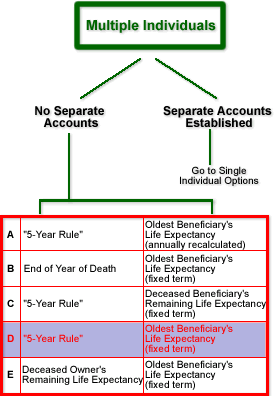 Multiple Individuals
No Separate
Accounts
Separate Accounts
Established
Go to Single
Individual Options
A
"5-Year Rule"
Oldest Beneficiary's
Life Expectancy
(annually recalculated)
B
End of Year of Death
Oldest Beneficiary's
Life Expectancy
(fixed term)
C
"5-Year Rule"
Deceased Beneficiary's
Remaining Life Expectancy
(fixed term)
D
"5-Year Rule"
Oldest Beneficiary's
Life Expectancy
(fixed term)
E
Deceased Owner's
Remaining Life Expectancy
Oldest Beneficiary's
Life Expectancy
(fixed term)